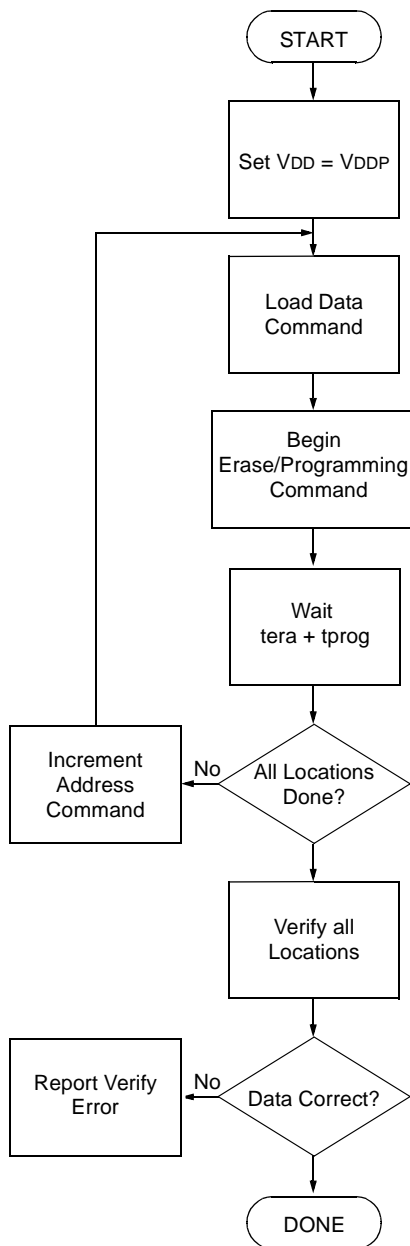 START
Set VDD = VDDP
Load Data
Command
Begin
Erase/Programming
Command
Wait
tera + tprog
All Locations
Done?
No
Increment
Address
Command
Verify all
Locations
Data Correct?
No
Report Verify
Error
DONE